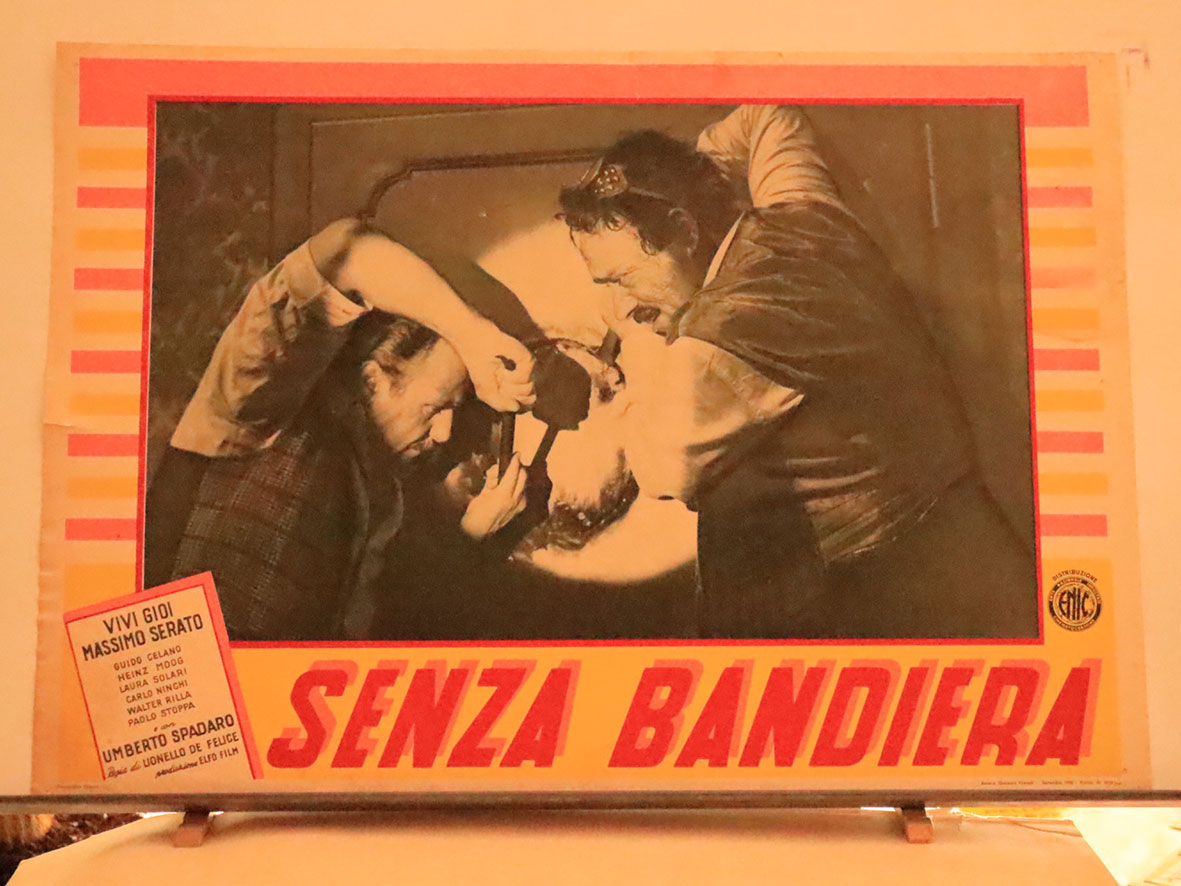 VIVI GIOI
MASSIMO SERATO
GUIDO CELANO
HEINZ MOOG
LAURA SOLARI
CARLO NINCHI
WALTER RILLA
PAOLO STOPPA
e con
UMBERTO SPADARO
Regia di LIONELLO DE FELICE
produzione ELFO FILM
SENZA BANDIERA
DISTRIBUZIONE
ENIC